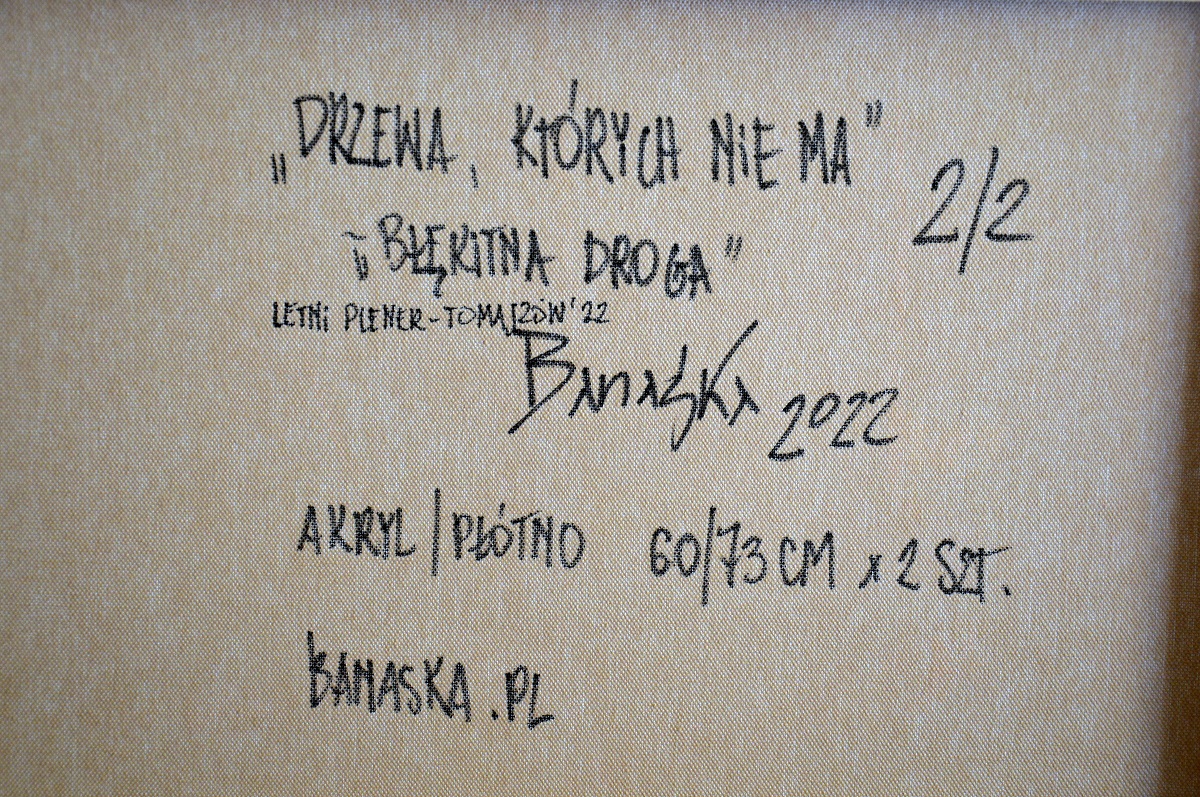 „DRZEWA, KTÓRYCH NIE MA” 2/2
„BŁĘKITNA DROGA”
LETNI PLENER-TOMASZÓW'22
Banaśka 2022
AKRYL/PŁÓTNO 60/73 CM x 2 SZT.
BANASKA.PL